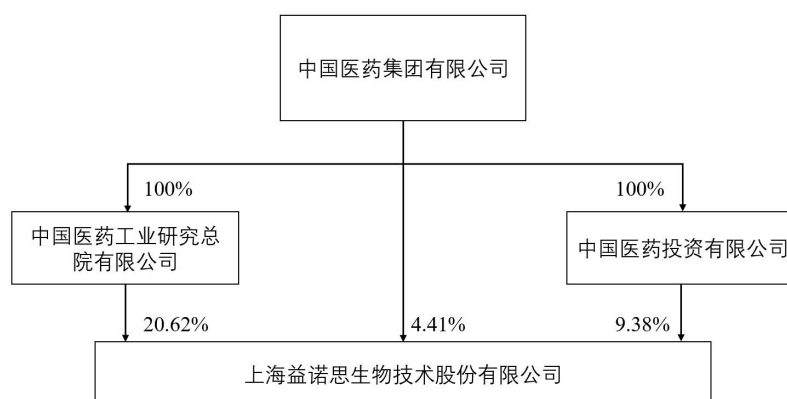 中国医药集团有限公司
100%
100%
中国医药工业研究总
院有限公司
中国医药投资有限公司
20.62%
4.41%
9.38%
上海益诺思生物技术股份有限公司